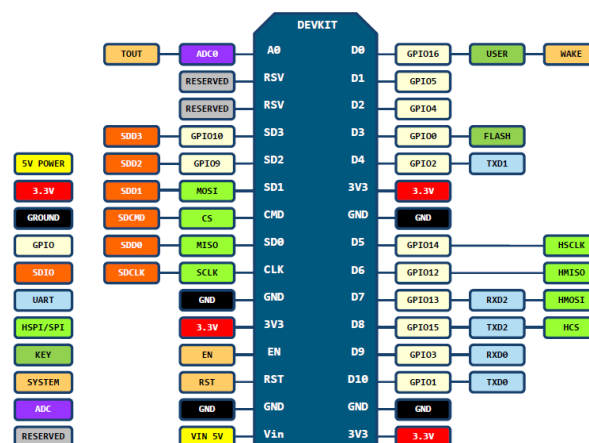 DEVKIT
TOUT ADC0 A0 D0 GPIO16 USER WAKE
RESERVED RSV D1 GPIO5
RESERVED RSV D2 GPIO4
SDD3 GPIO10 SD3 D3 GPIO0 FLASH
5V POWER SDD2 GPIO9 SD2 D4 GPIO2 TXD1
3.3V SDD1 MOSI SD1 3V3 3.3V
GROUND SDCMD CS CMD GND GND
GPIO SDD0 MISO SD0 D5 GPIO14 HSCLK
SDIO SDCLK SCLK CLK D6 GPIO12 HMISO
UART GND GND D7 GPIO13 RXD2 HMOSI
HSPI/SPI 3.3V 3V3 D8 GPIO15 TXD2 HCS
KEY EN EN D9 GPIO3 RXD0
SYSTEM RST RST D10 GPIO1 TXD0
ADC GND GND GND GND
RESERVED VIN 5V Vin 3V3 3.3V